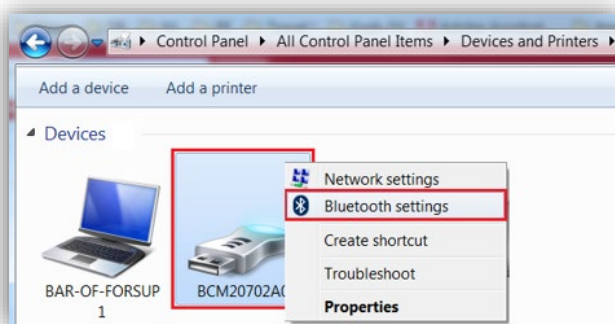 Control Panel ▸ All Control Panel Items ▸ Devices and Printers ▸
Add a device Add a printer
Devices
Network settings
Bluetooth settings
Create shortcut
Troubleshoot
Properties
BAR-OF-FORSUP
1
BCM20702A0